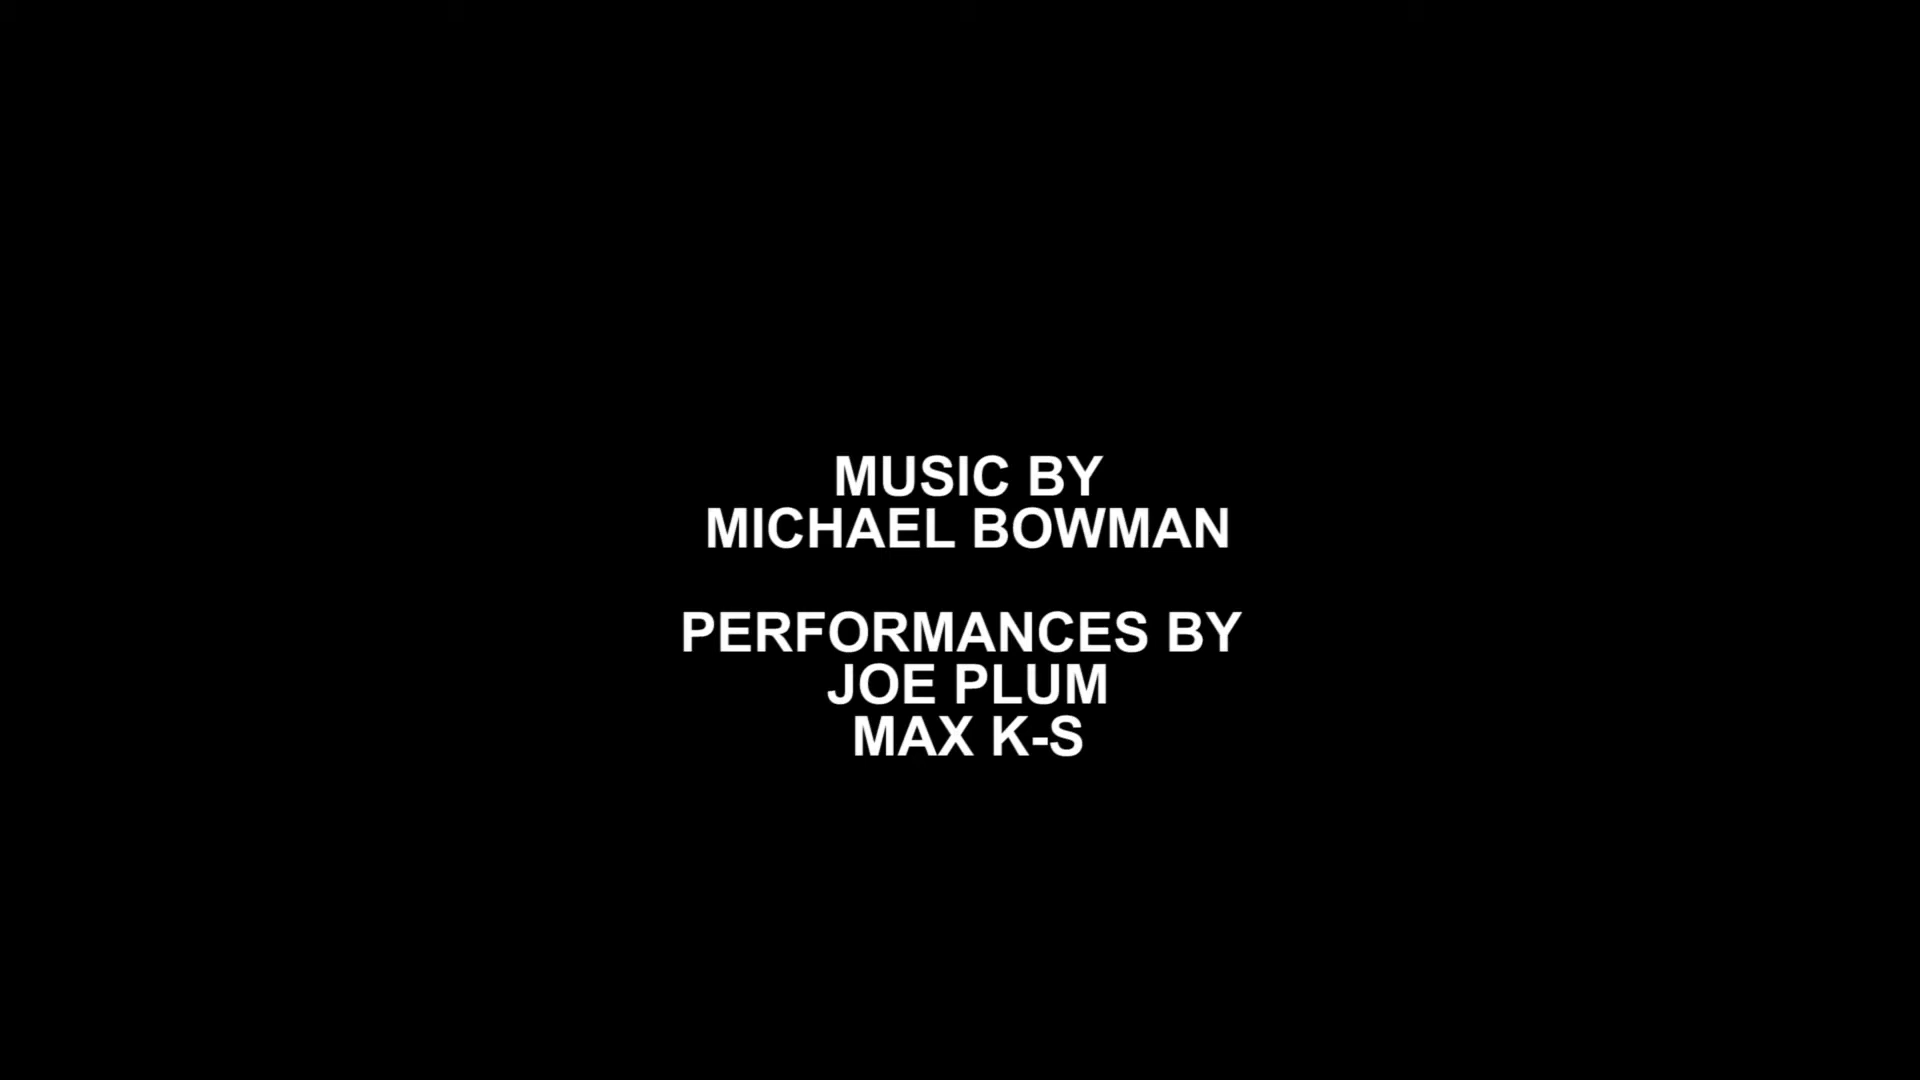 MUSIC BY
MICHAEL BOWMAN
PERFORMANCES BY
JOE PLUM
MAX K-S